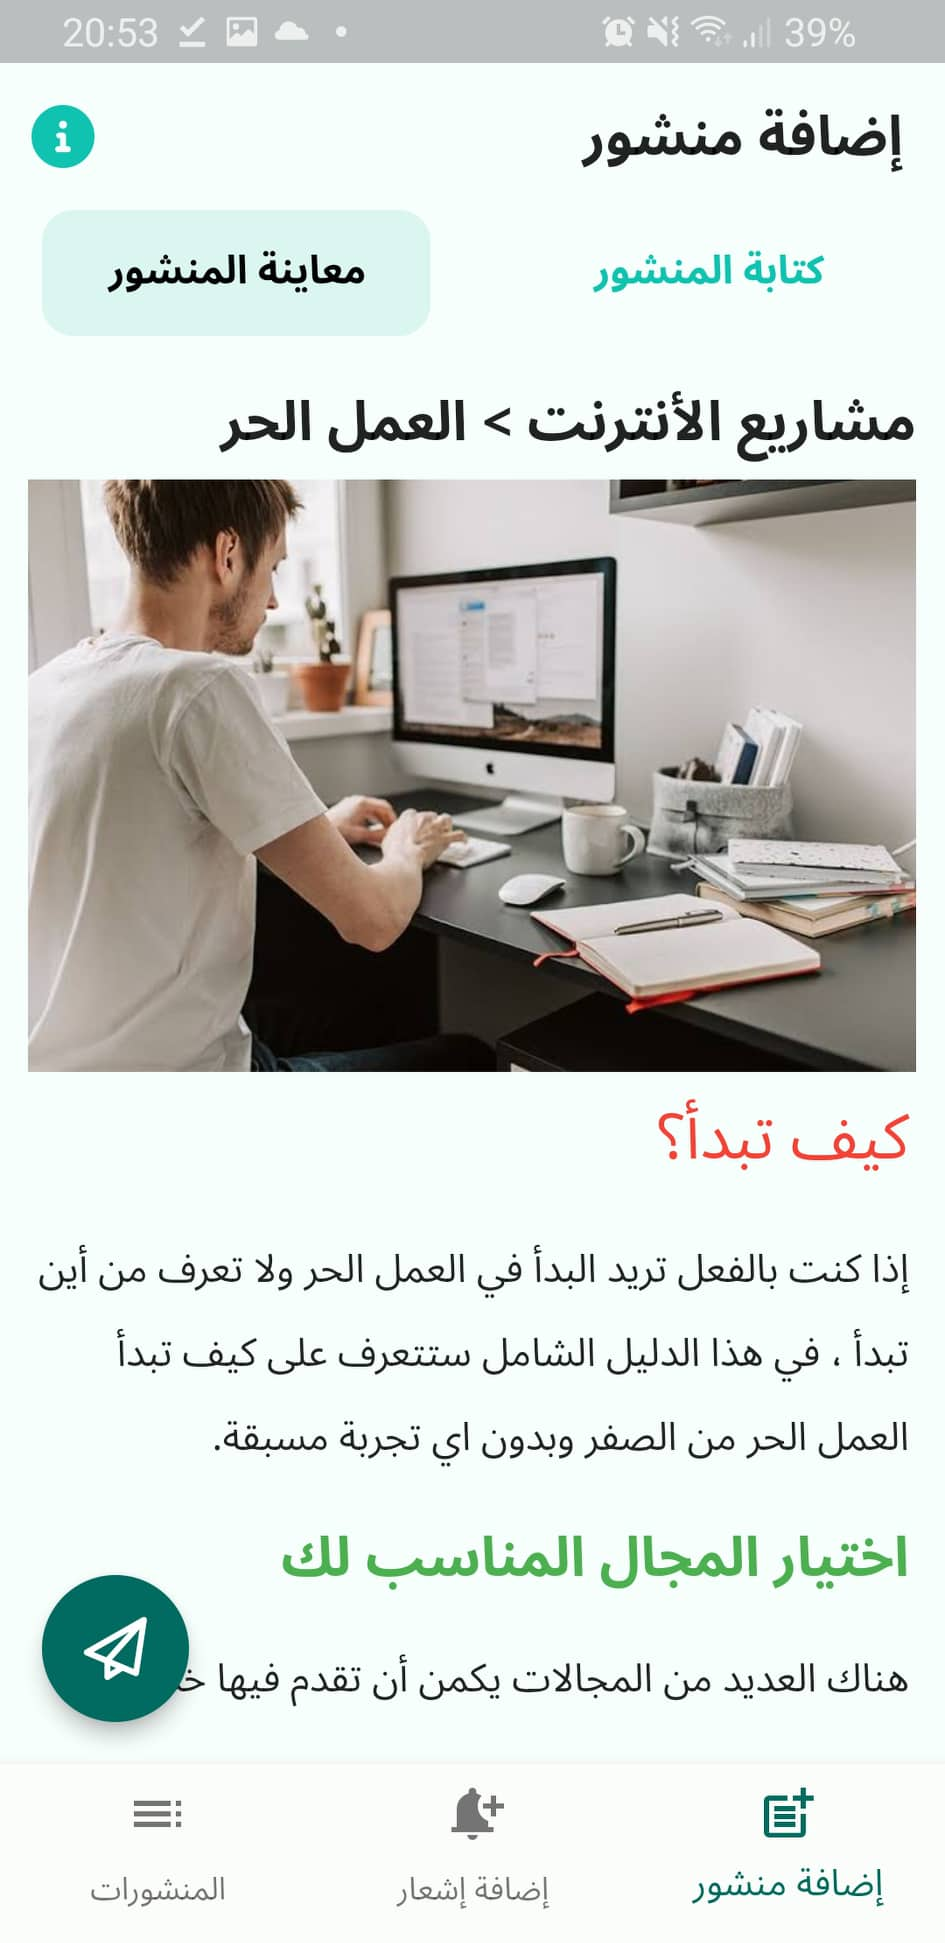 20:53
39%
إضافة منشور
كتابة المنشور
معاينة المنشور
مشاريع الأنترنت > العمل الحر
كيف تبدأ؟
إذا كنت بالفعل تريد البدأ في العمل الحر ولا تعرف من أين
تبدأ ، في هذا الدليل الشامل ستتعرف على كيف تبدأ
العمل الحر من الصفر وبدون اي تجربة مسبقة.
اختيار المجال المناسب لك
هناك العديد من المجالات يكمن أن تقدم فيها
إضافة منشور
إضافة إشعار
المنشورات